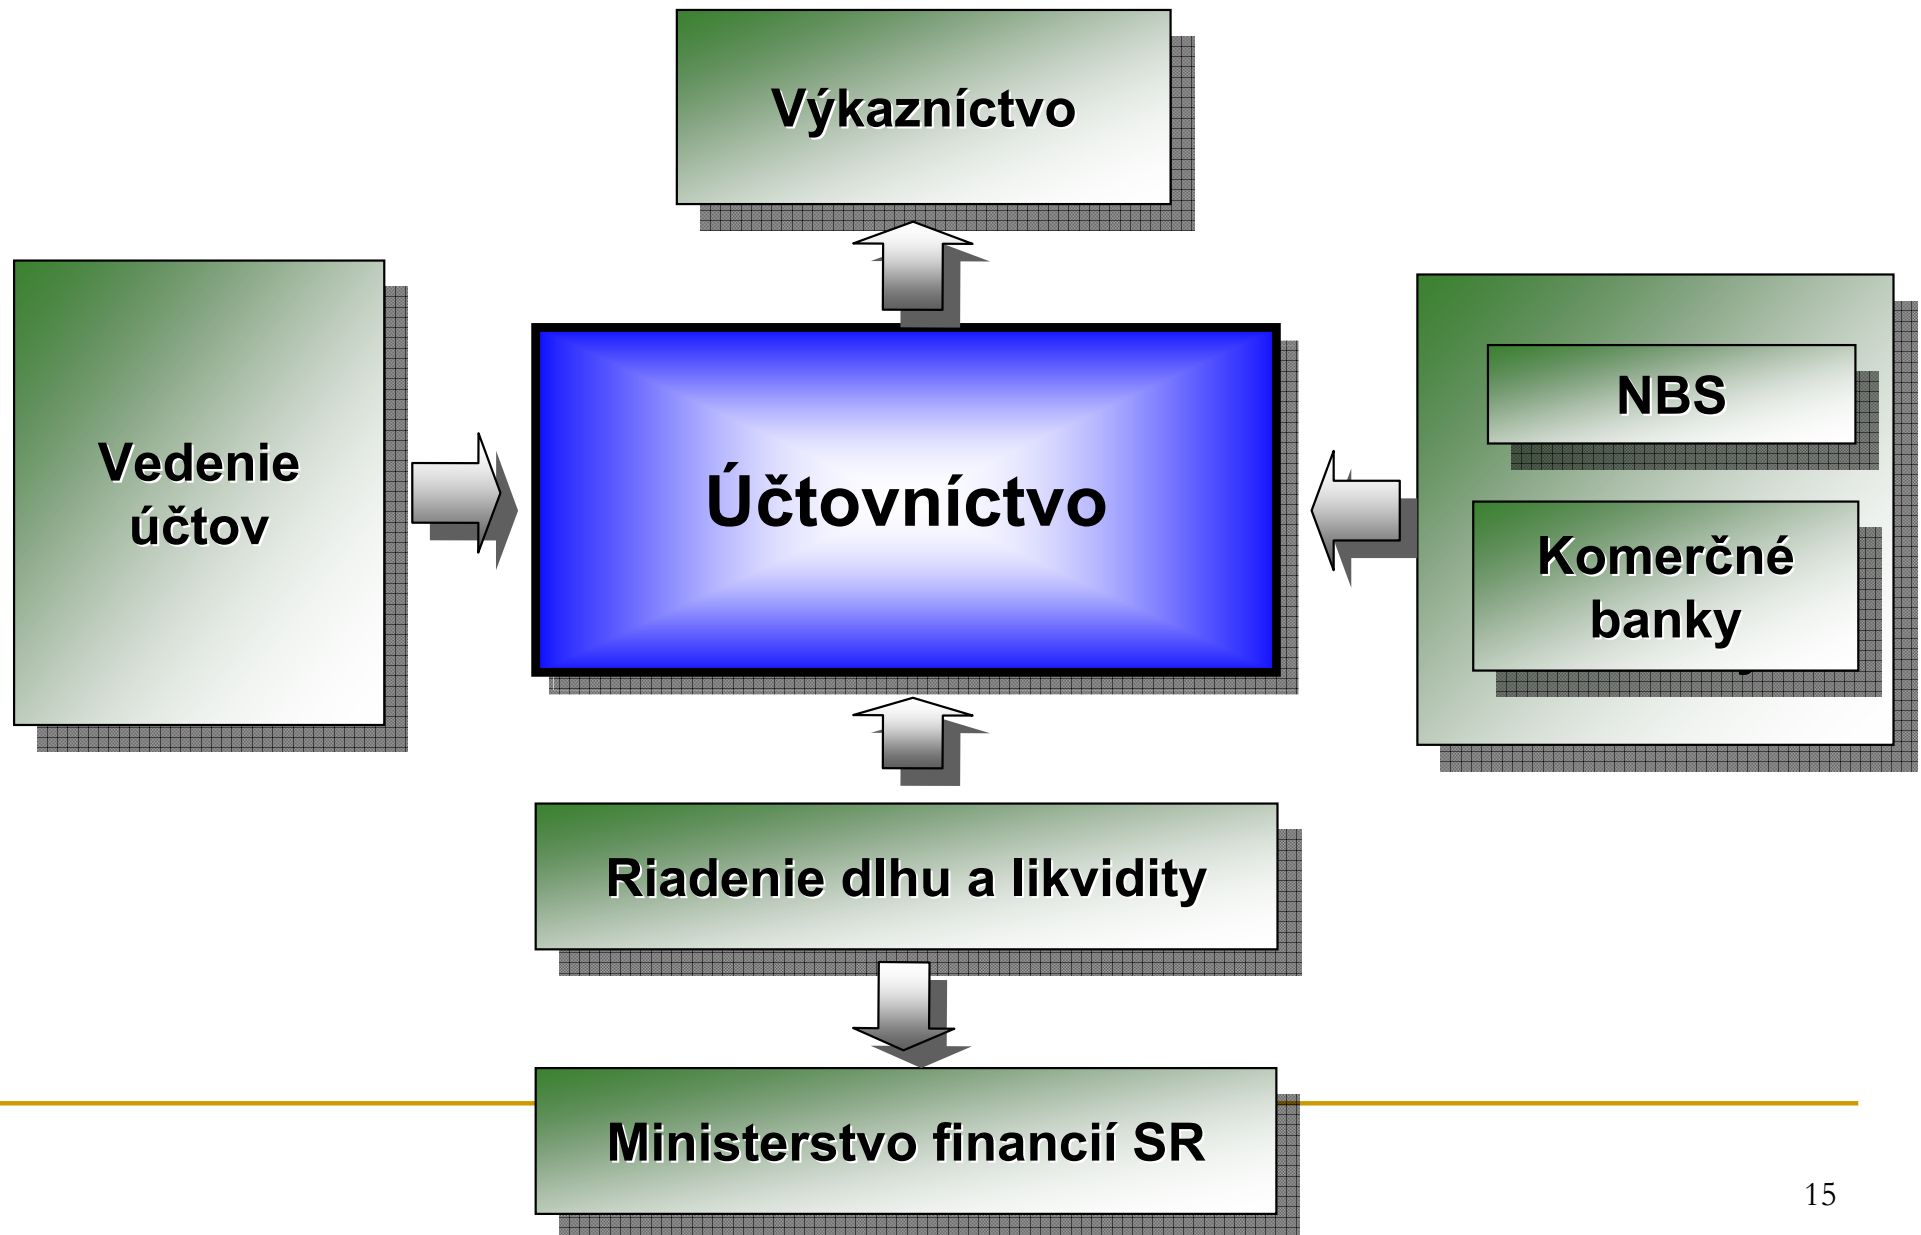 Výkazníctvo
Vedenie
účtov
Účtovníctvo
NBS
Komerčné
banky
Riadenie dlhu a likvidity
Ministerstvo financií SR
15